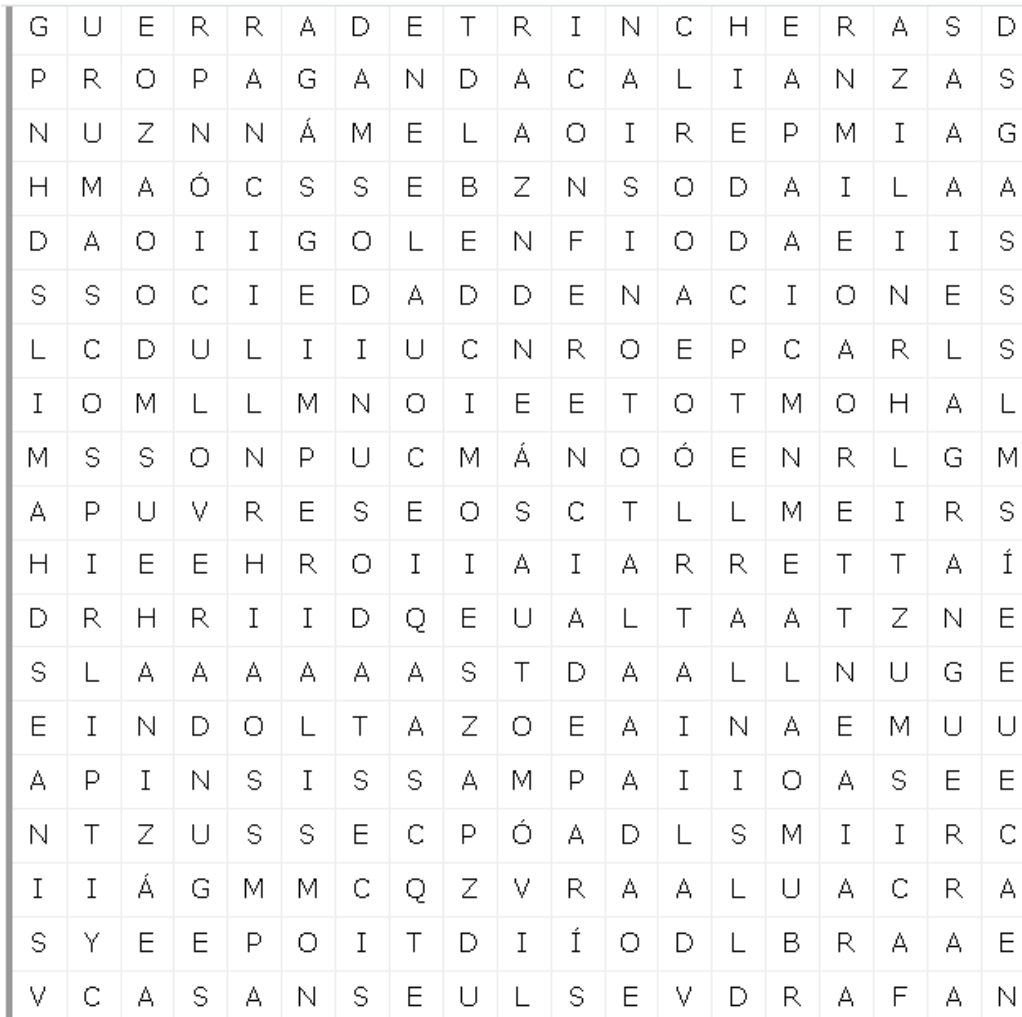 G U E R R A D E T R I N C H E R A S D
P R O P A G A N D A C A L I A N Z A S
N U Z N N Á M E L A O I R E P M I A G
H M A Ó C S S E B Z N S O D A I L A A
D A O I I G O L E N F I O D A E I I S
S S O C I E D A D D E N A C I O N E S
L C D U L I I U C N R O E P C A R L S
I O M L L M N O I E E T O T M O H A L
M S S O N P U C M Á N O Ó E N R L G M
A P U V R E S E O S C T L L M E I R S
H I E E H R O I I A I A R R E T T A Í
D R H R I I D Q E U A L T A A T Z N E
S L A A A A A A S T D A A L L N U G E
E I N D O L T A Z O E A I N A E M U U
A P I N S I S S A M P A I I O A S E E
N T Z U S S E C P Ó A D L S M I I R C
I I Á G M M C Q Z V R A A L U A C R A
S Y E E P O I T D I Í O D L B R A A E
V C A S A N S E U L S E V D R A F A N